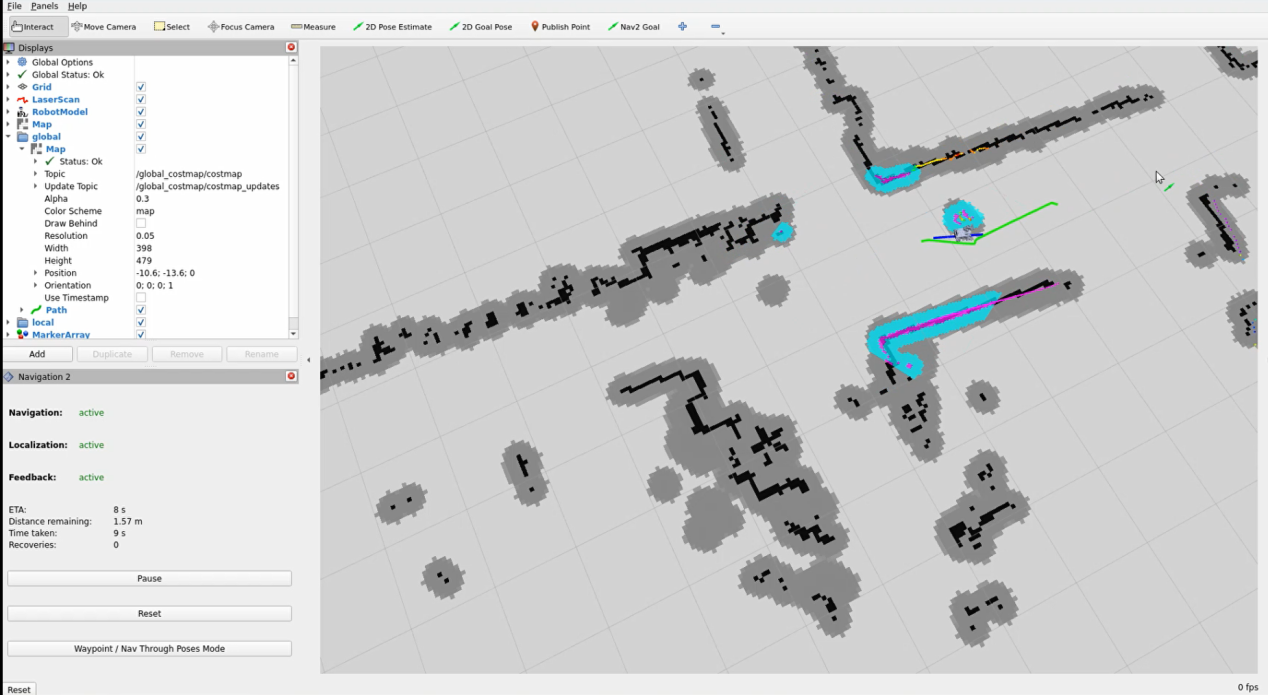 File Panels Help
Interact Move Camera Select Focus Camera Measure 2D Pose Estimate 2D Goal Pose Publish Point Nav2 Goal
Displays
Global Options
Global Status: Ok
Grid
LaserScan
RobotModel
Map
global
Map
Status: Ok
Topic /global_costmap/costmap
Update Topic /global_costmap/costmap_updates
Alpha 0.3
Color Scheme map
Draw Behind
Resolution 0.05
Width 398
Height 479
Position -10.6; -13.6; 0
Orientation 0; 0; 0; 1
Use Timestamp
Path
local
MarkerArray
Add Duplicate Remove Rename
Navigation 2
Navigation: active
Localization: active
Feedback: active
ETA: 8 s
Distance remaining: 1.57 m
Time taken: 9 s
Recoveries: 0
Pause
Reset
Waypoint / Nav Through Poses Mode
Reset 0 fps